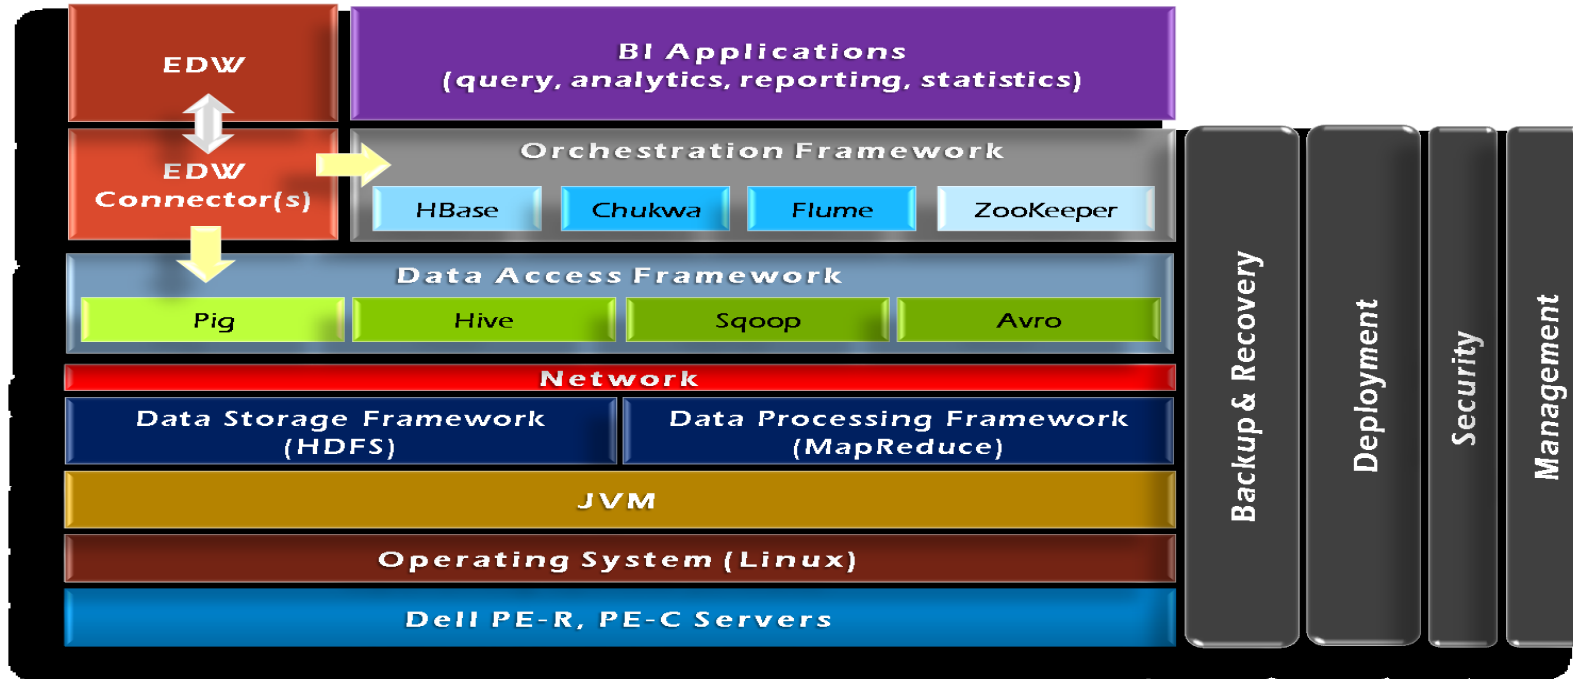 EDW
BI Applications
(query, analytics, reporting, statistics)
EDW
Connector(s)
Orchestration Framework
HBase
Chukwa
Flume
ZooKeeper
Data Access Framework
Pig
Hive
Sqoop
Avro
Network
Data Storage Framework
(HDFS)
Data Processing Framework
(MapReduce)
JVM
Operating System (Linux)
Dell PE-R, PE-C Servers
Backup & Recovery
Deployment
Security
Management